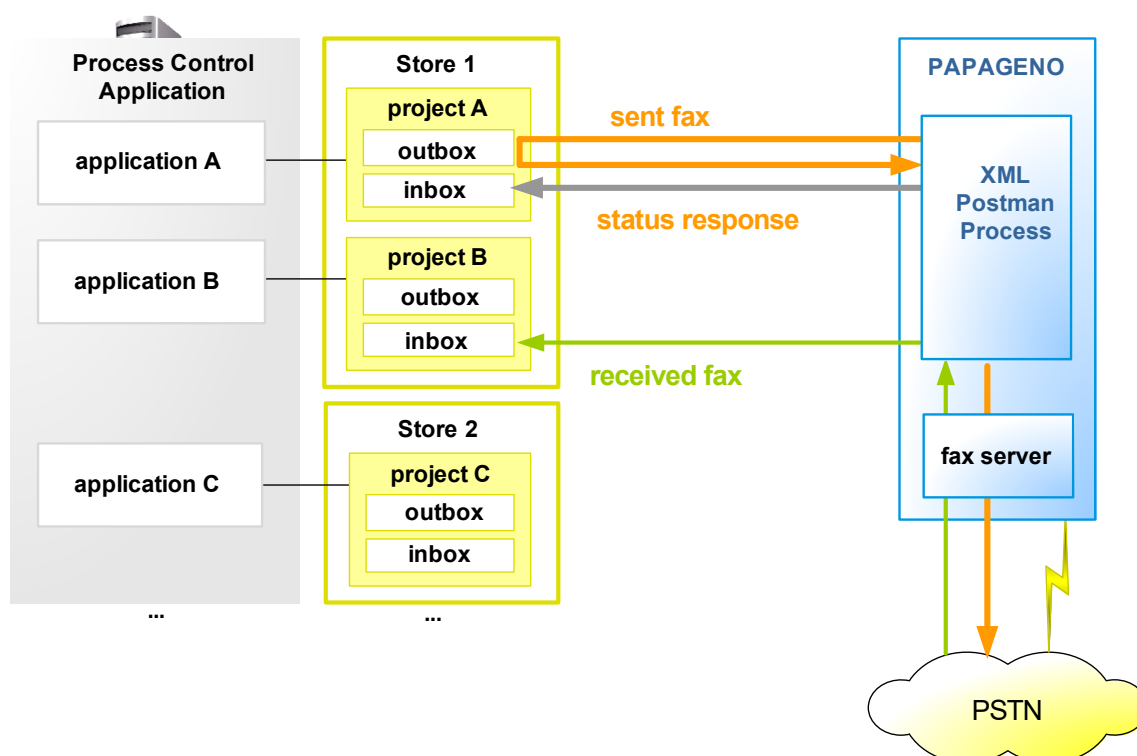 Process Control
Application
application A
application B
application C
...
Store 1
project A
outbox
inbox
project B
outbox
inbox
Store 2
project C
outbox
inbox
...
sent fax
status response
received fax
PAPAGENO
XML
Postman
Process
fax server
PSTN